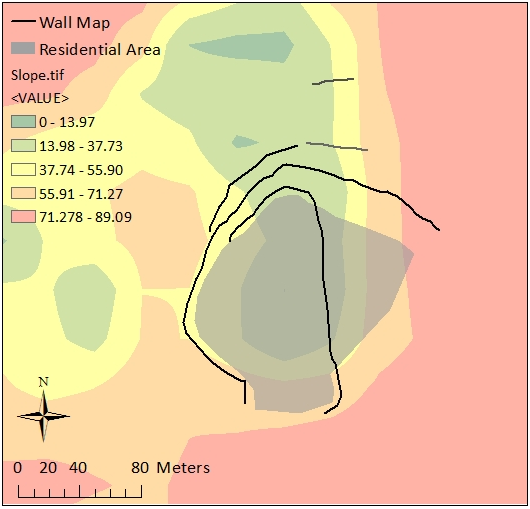 Wall Map
Residential Area
Slope.tif
<VALUE>
0 - 13.97
13.98 - 37.73
37.74 - 55.90
55.91 - 71.27
71.278 - 89.09
N
0 20 40 80 Meters